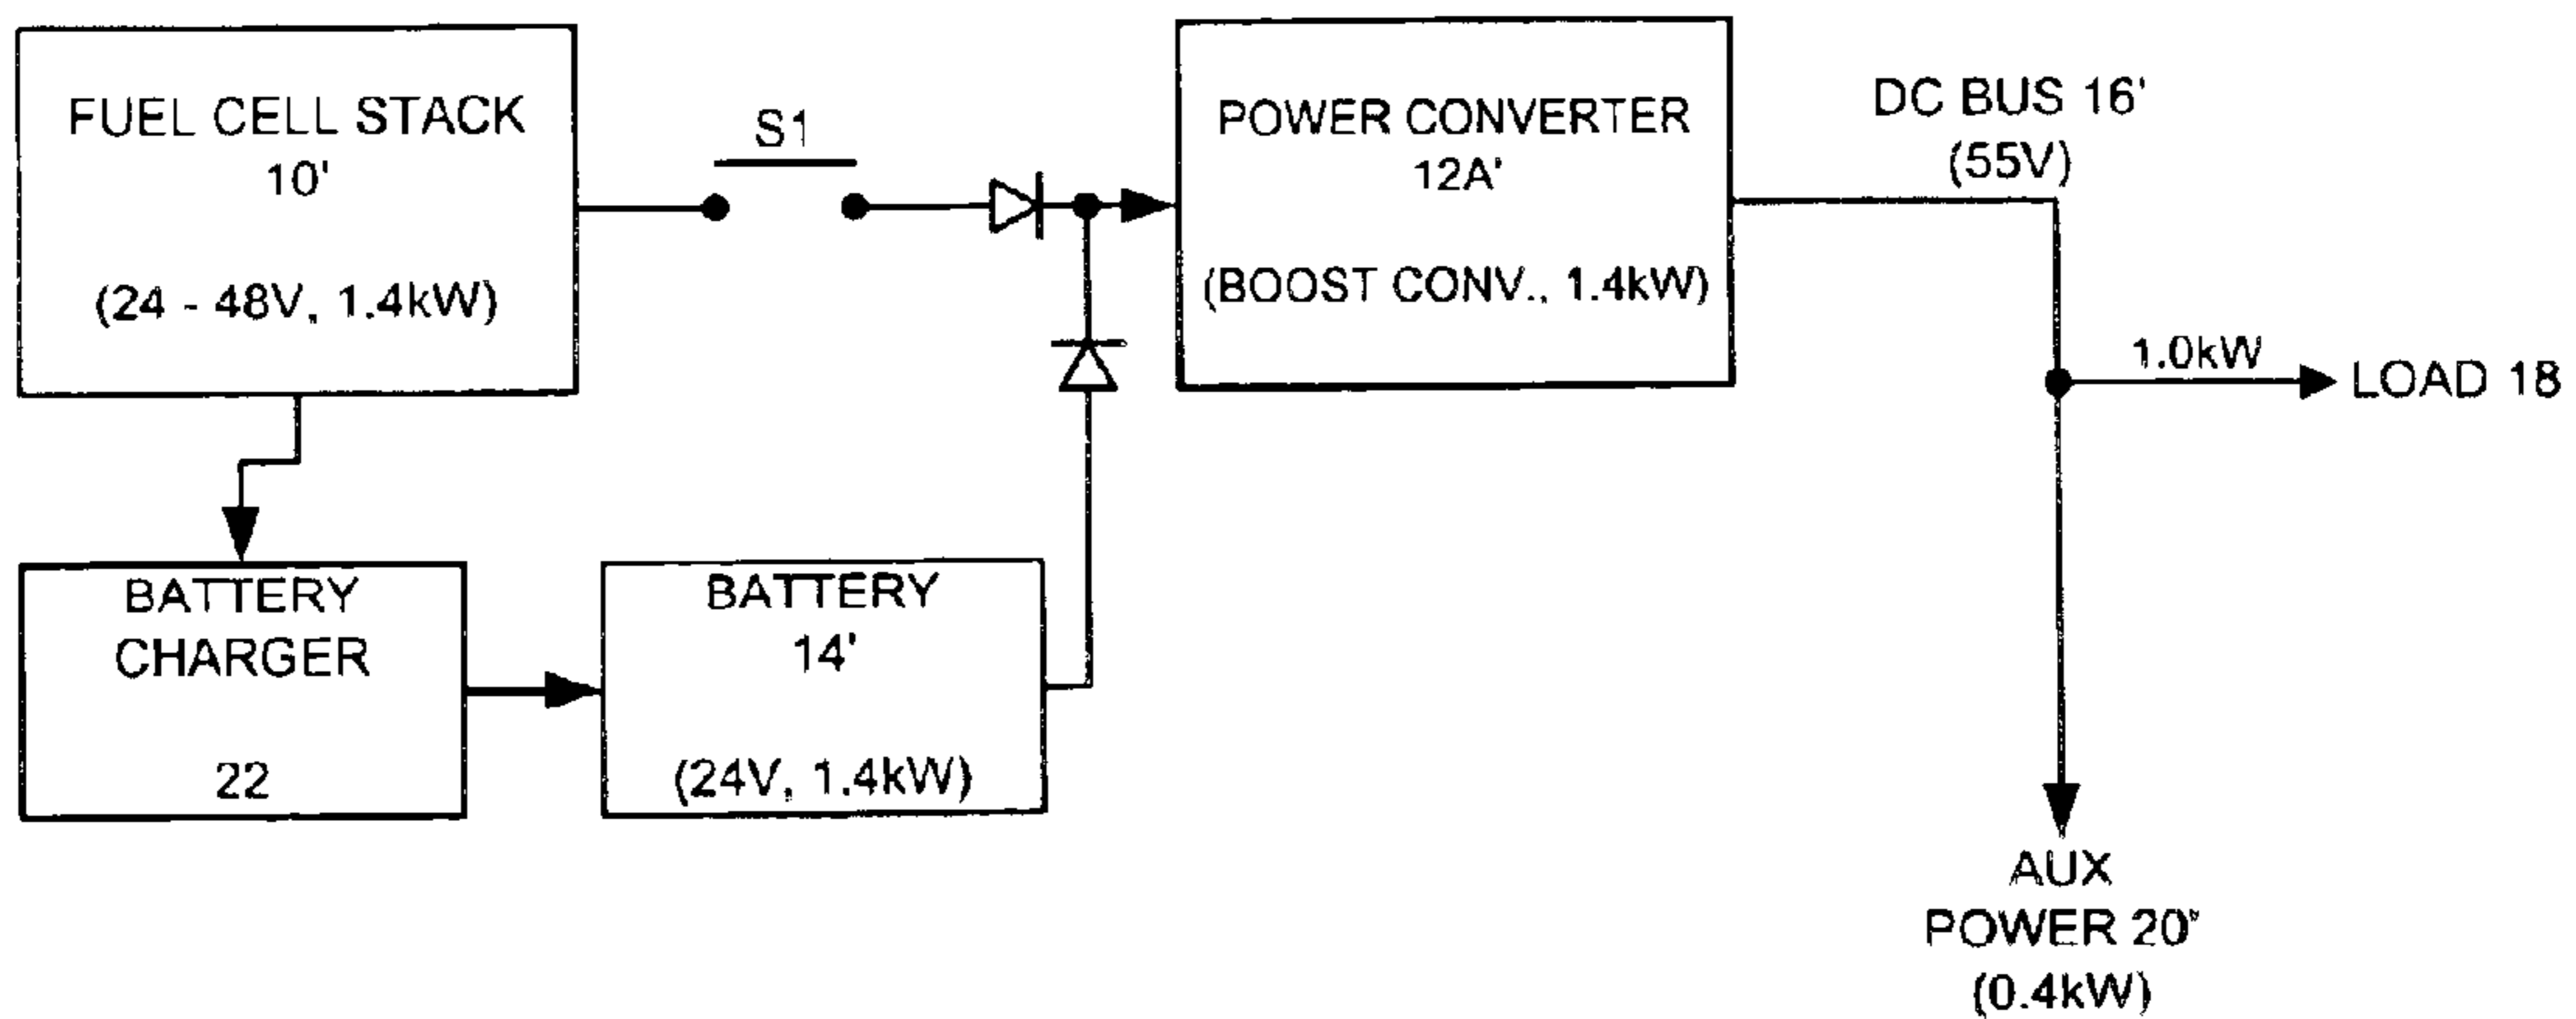 FUEL CELL STACK
10'
(24 - 48V, 1.4kW)
S1
POWER CONVERTER
12A'
(BOOST CONV., 1.4kW)
DC BUS 16'
(55V)
1.0kW
LOAD 18
BATTERY
CHARGER
22
BATTERY
14'
(24V, 1.4kW)
AUX
POWER 20'
(0.4kW)